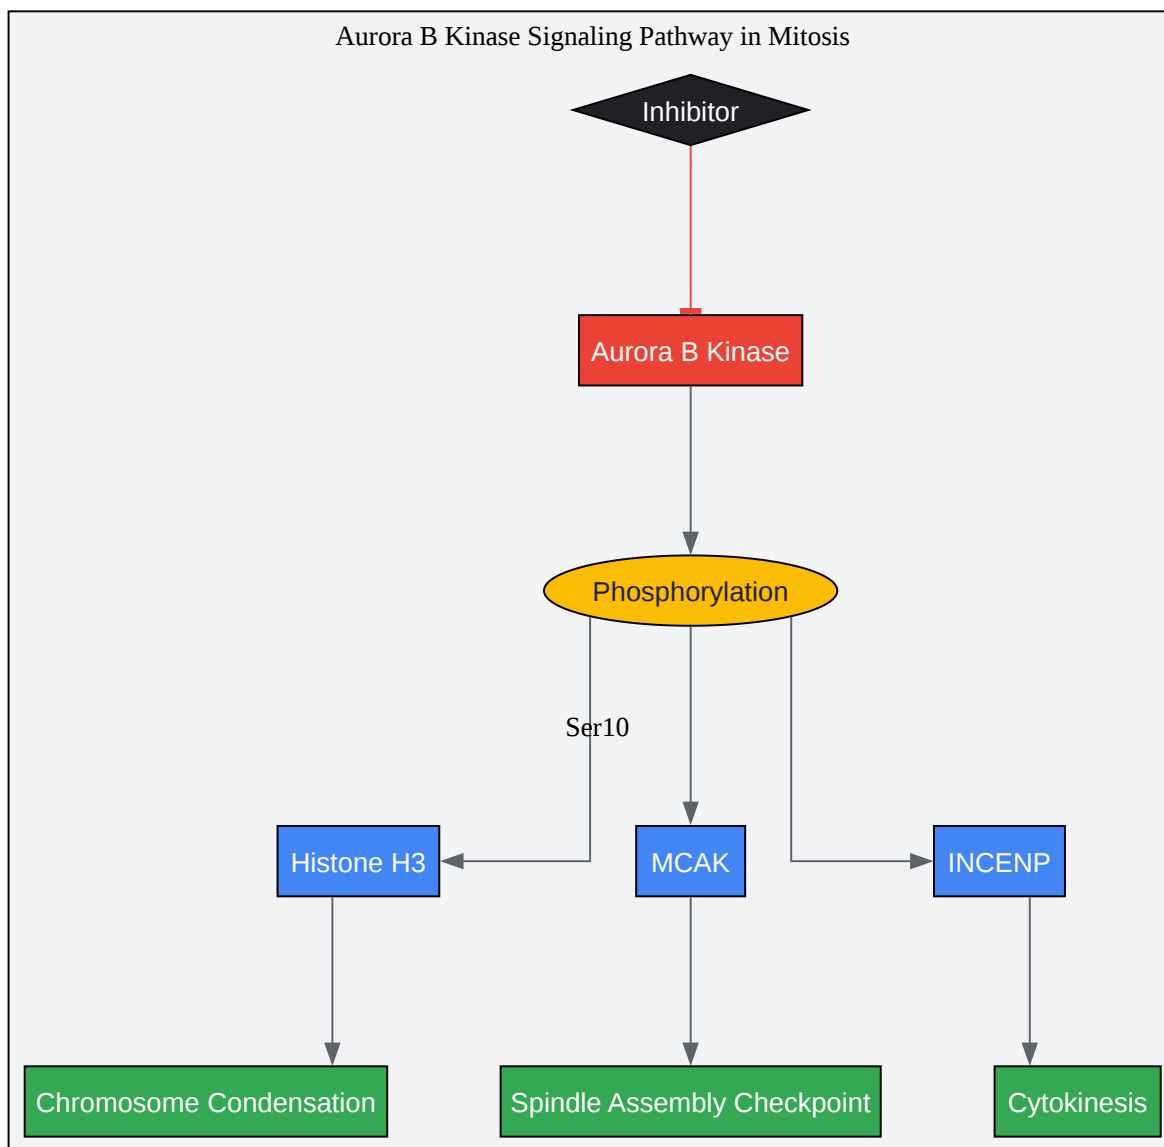 Aurora B Kinase Signaling Pathway in Mitosis
Inhibitor
Aurora B Kinase
Phosphorylation
Ser10
Histone H3
MCAK
INCENP
Chromosome Condensation
Spindle Assembly Checkpoint
Cytokinesis